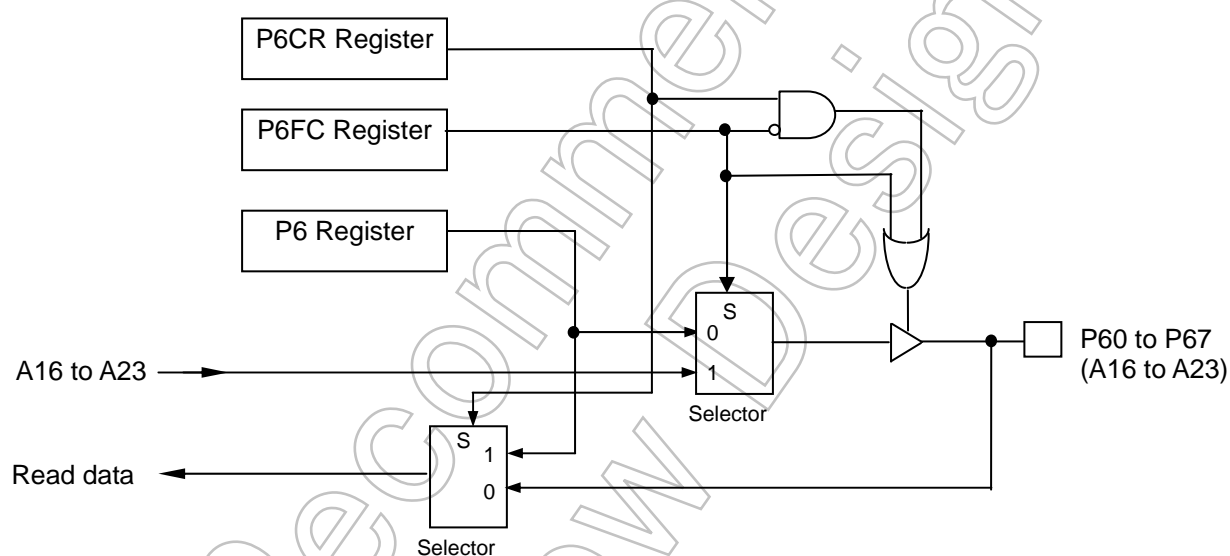 P6CR Register
P6FC Register
P6 Register
S
0
1
Selector
A16 to A23
P60 to P67
(A16 to A23)
S
1
0
Selector
Read data